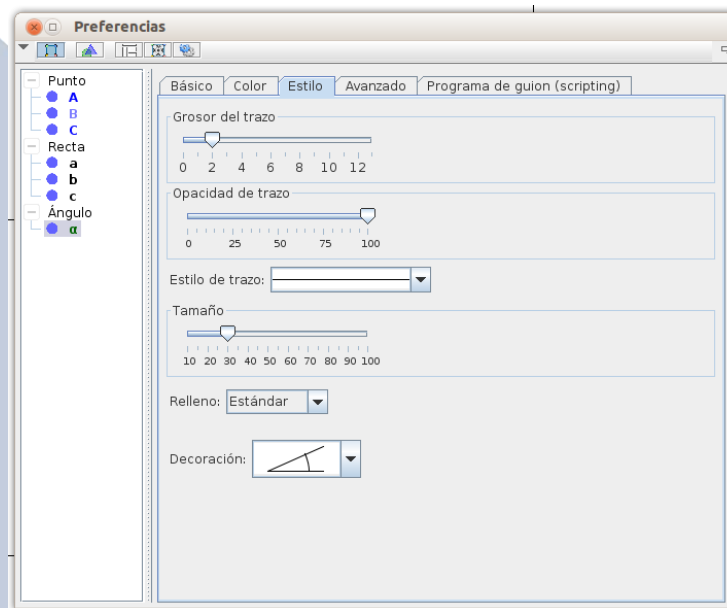 Preferencias
Punto
A
B
C
Recta
a
b
c
Ángulo
α
Básico Color Estilo Avanzado Programa de guion (scripting)
Grosor del trazo
0 2 4 6 8 10 12
Opacidad de trazo
0 25 50 75 100
Estilo de trazo:
Tamaño
10 20 30 40 50 60 70 80 90 100
Relleno: Estándar
Decoración: